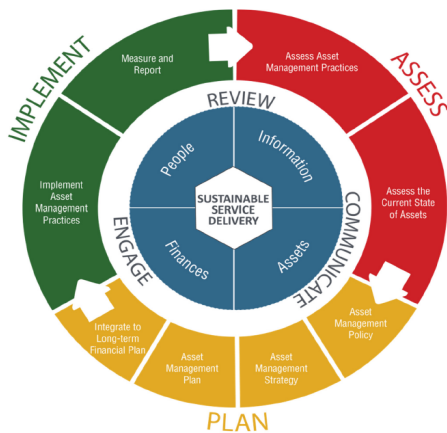 IMPLEMENT
ASSESS
PLAN
Measure and
Report
Assess Asset
Management Practices
Assess the
Current State
of Assets
Asset
Management
Policy
Asset
Management
Strategy
Asset
Management
Plan
Integrate to
Long-term
Financial Plan
Implement
Asset
Management
Practices
REVIEW
COMMUNICATE
ENGAGE
People
Information
Assets
Finances
SUSTAINABLE
SERVICE
DELIVERY